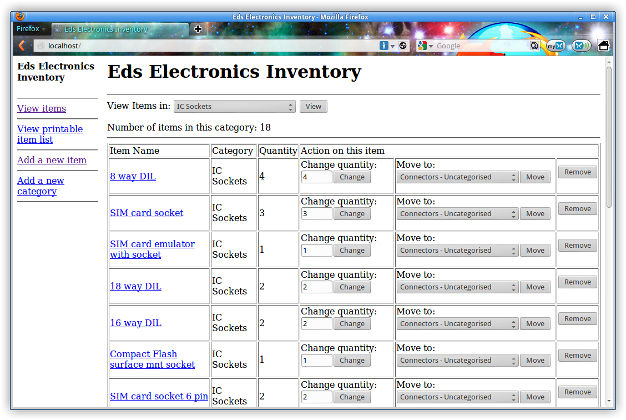 Eds Electronics Inventory - Mozilla Firefox
Firefox
Eds Electronics Inventory
localhost/
Google
Eds Electronics Inventory
View items
View printable item list
Add a new item
Add a new category
Eds Electronics Inventory
View Items in: IC Sockets View
Number of items in this category: 18
Item Name Category Quantity Action on this item
8 way DIL IC Sockets 4 Change quantity: 4 Change Move to: Connectors - Uncategorised Move Remove
SIM card socket IC Sockets 3 Change quantity: 3 Change Move to: Connectors - Uncategorised Move Remove
SIM card emulator with socket IC Sockets 1 Change quantity: 1 Change Move to: Connectors - Uncategorised Move Remove
18 way DIL IC Sockets 2 Change quantity: 2 Change Move to: Connectors - Uncategorised Move Remove
16 way DIL IC Sockets 2 Change quantity: 2 Change Move to: Connectors - Uncategorised Move Remove
Compact Flash surface mnt socket IC Sockets 1 Change quantity: 1 Change Move to: Connectors - Uncategorised Move Remove
SIM card socket 6 pin IC Sockets 2 Change quantity: 2 Change Move to: Connectors - Uncategorised Move Remove